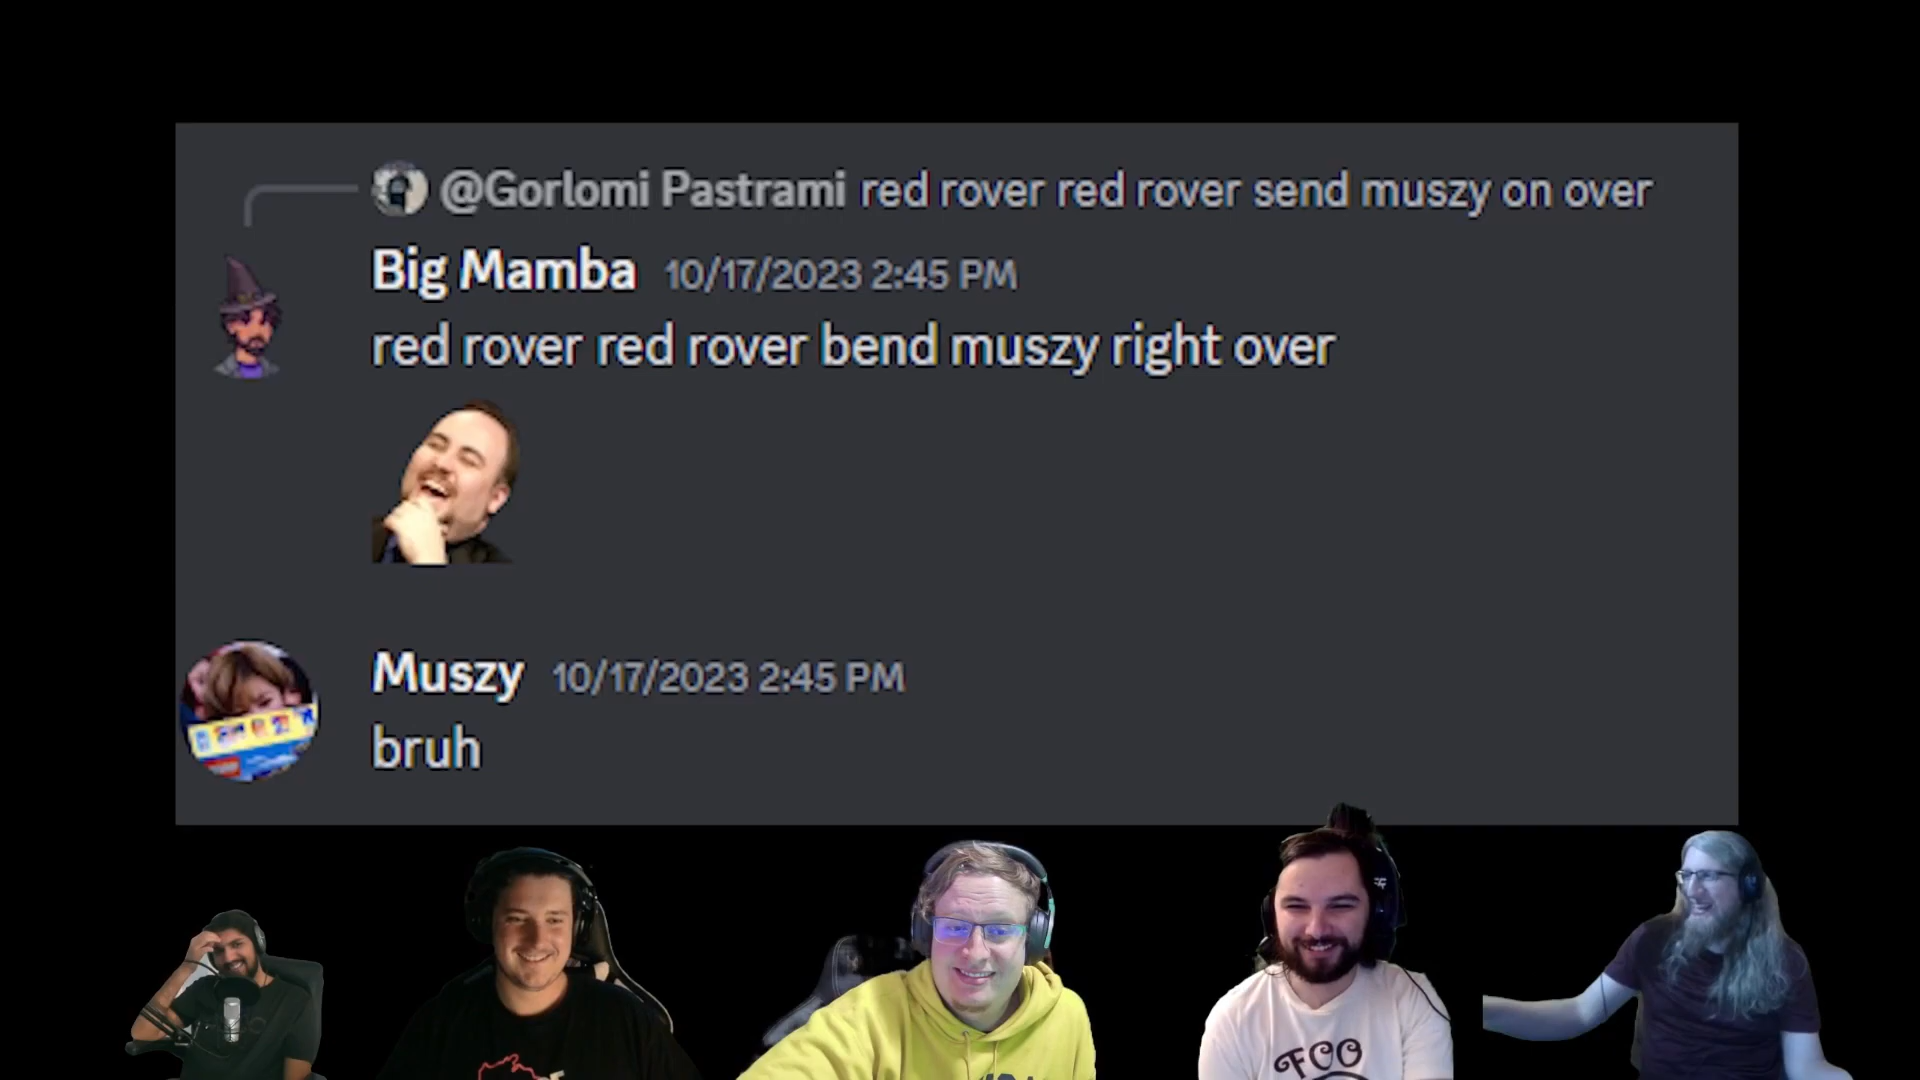 @Gorlomi Pastrami red rover red rover send muszy on over
Big Mamba 10/17/2023 2:45 PM
red rover red rover bend muszy right over
Muszy 10/17/2023 2:45 PM
bruh
FOO